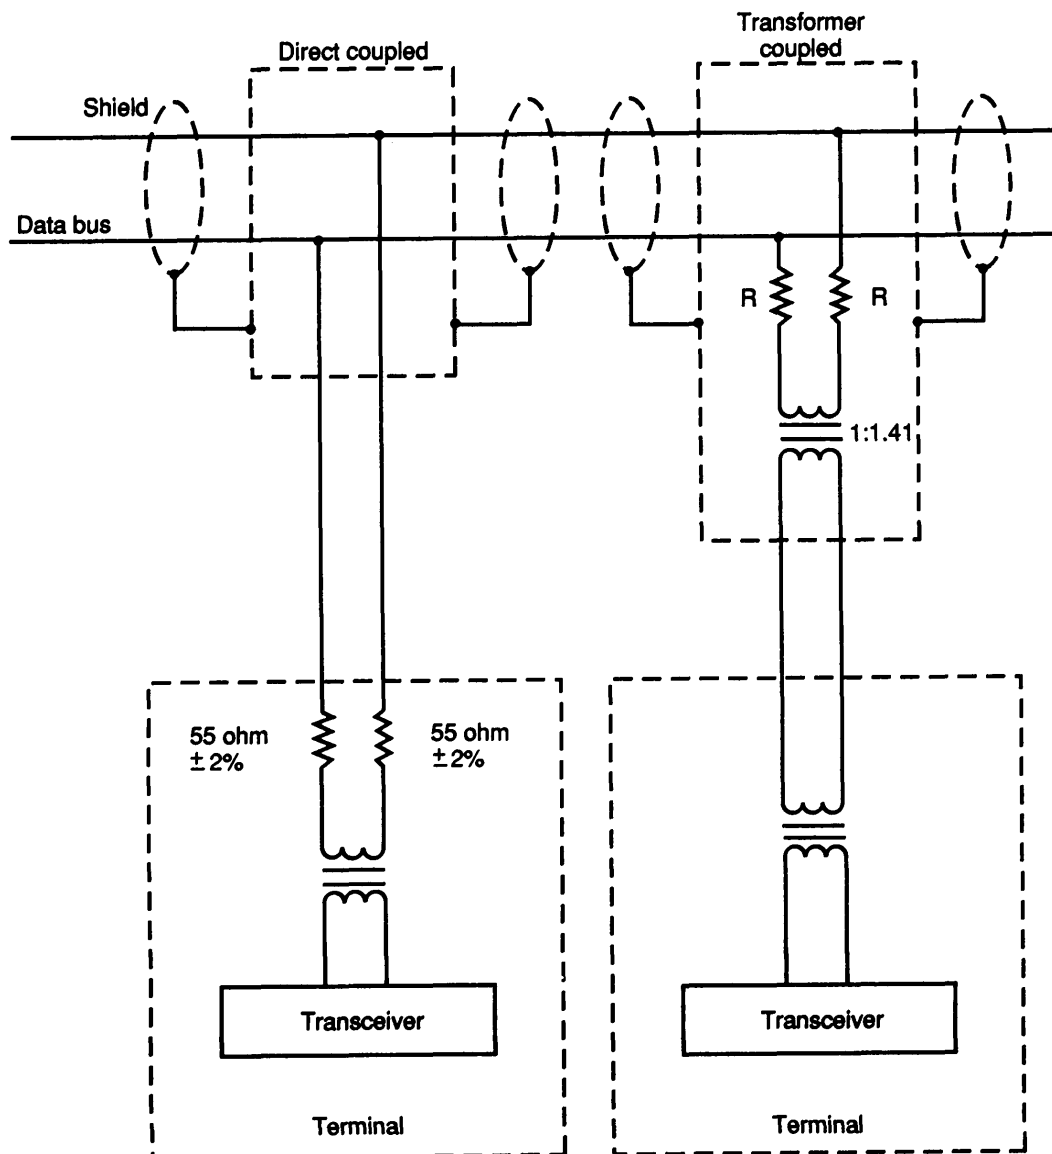 Direct coupled
Transformer
coupled
Shield
Data bus
R
R
1:1.41
55 ohm
±2%
55 ohm
±2%
Transceiver
Transceiver
Terminal
Terminal